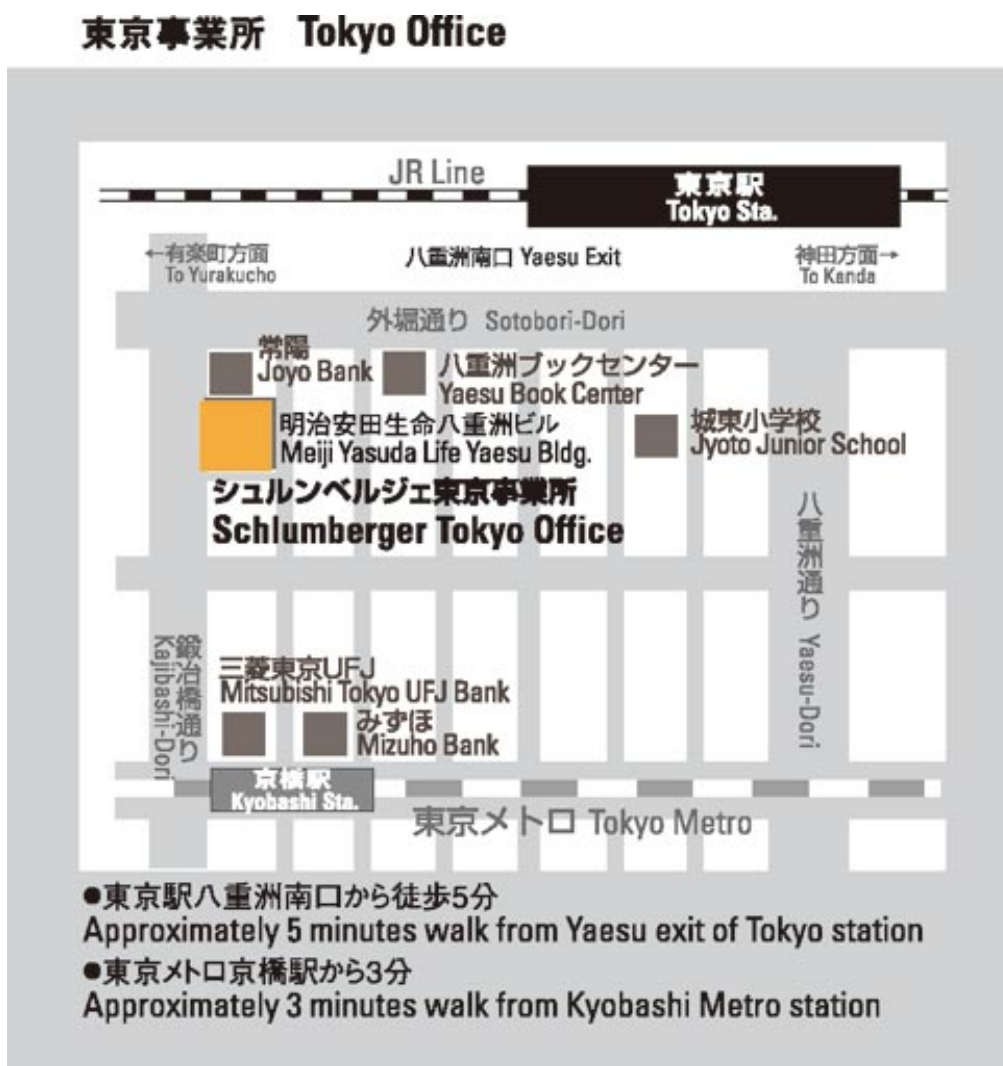 東京事業所 Tokyo Office
JR Line
東京駅
Tokyo Sta.
←有楽町方面
To Yurakucho
八重洲南口 Yaesu Exit
神田方面→
To Kanda
外堀通り Sotobori-Dori
常陽
Joyo Bank
八重洲ブックセンター
Yaesu Book Center
明治安田生命八重洲ビル
Meiji Yasuda Life Yaesu Bldg.
城東小学校
Jyoto Junior School
シュルンベルジェ東京事業所
Schlumberger Tokyo Office
八重洲通り Yaesu-Dori
鍛冶橋通り
Kajibashi-Dori
三菱東京UFJ
Mitsubishi Tokyo UFJ Bank
みずほ
Mizuho Bank
京橋駅
Kyobashi Sta.
東京メトロ Tokyo Metro
●東京駅八重洲南口から徒歩5分
Approximately 5 minutes walk from Yaesu exit of Tokyo station
●東京メトロ京橋駅から3分
Approximately 3 minutes walk from Kyobashi Metro station